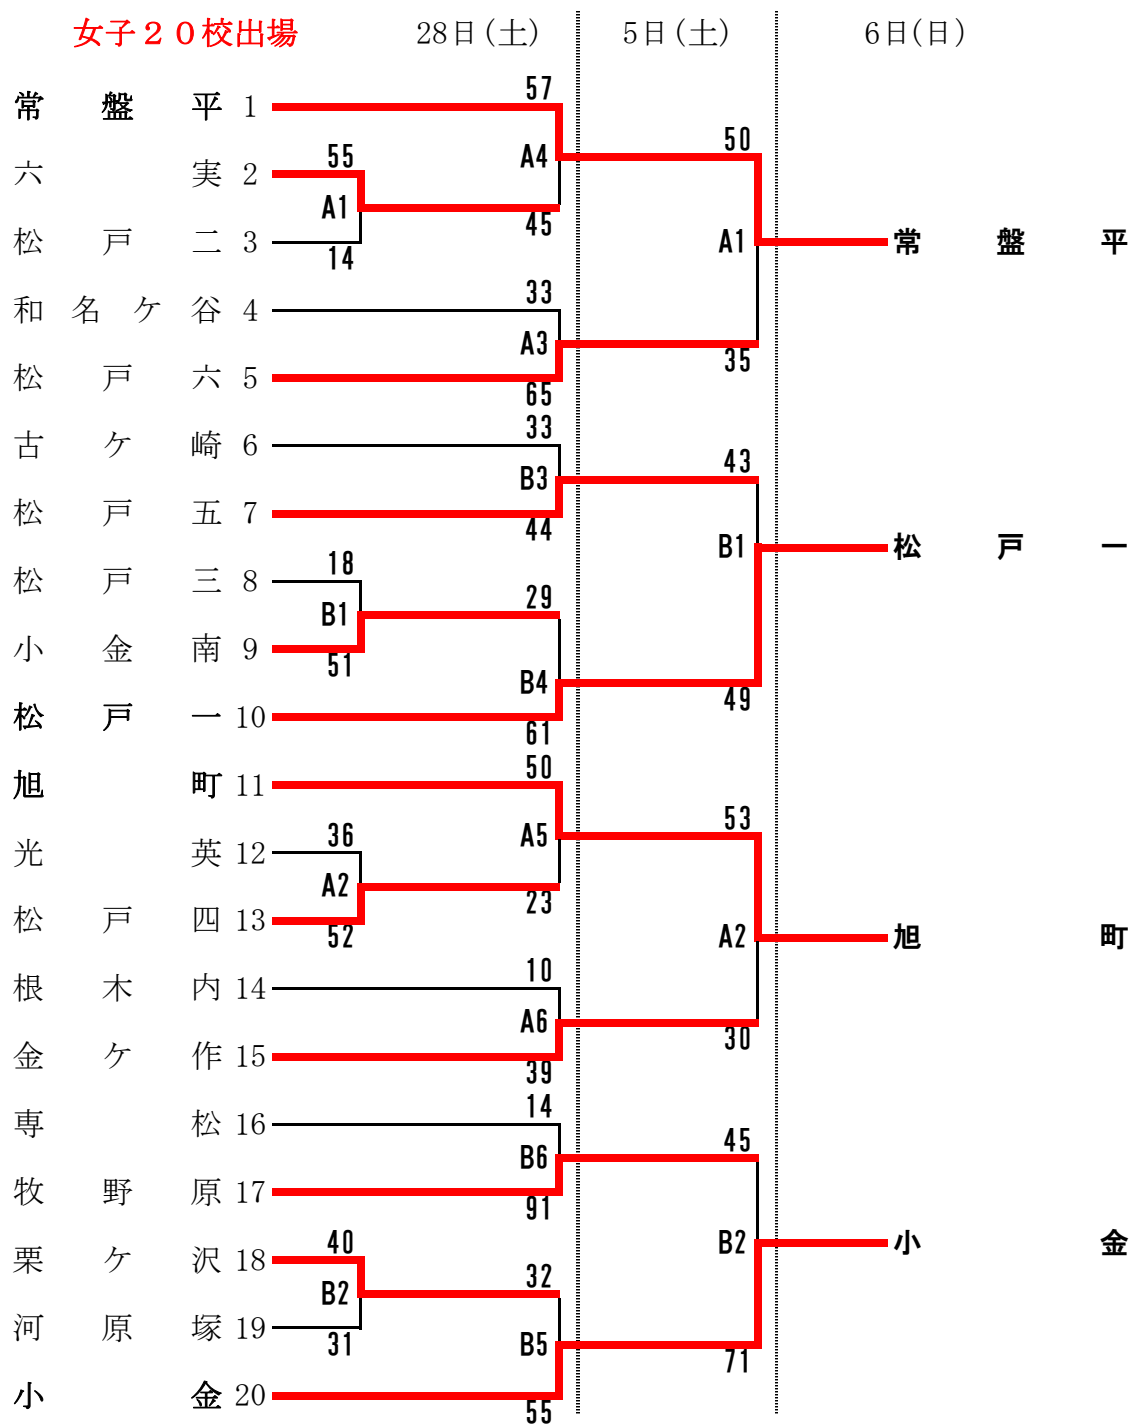 女子２０校出場 28日(土) 5日(土) 6日(日)
57
常盤平 1
50
55 A4
六実 2
A1 45
松戸二 3 A1 常盤平
14
33
和名ケ谷 4
A3
35
松戸六 5
65
33
古ケ崎 6
43
B3
松戸五 7
44
B1 松戸一
18
松戸三 8
29
B1
小金南 9
51
B4
49
松戸一 10
61
50
旭町 11
53
36 A5
光英 12
A2
23
松戸四 13
52 A2 旭町
10
根木内 14
A6
30
金ケ作 15
39
14
専松 16
45
B6
牧野原 17
91
40 B2 小金
栗ケ沢 18
32
B2
河原塚 19
31 B5
71
小金 20
55